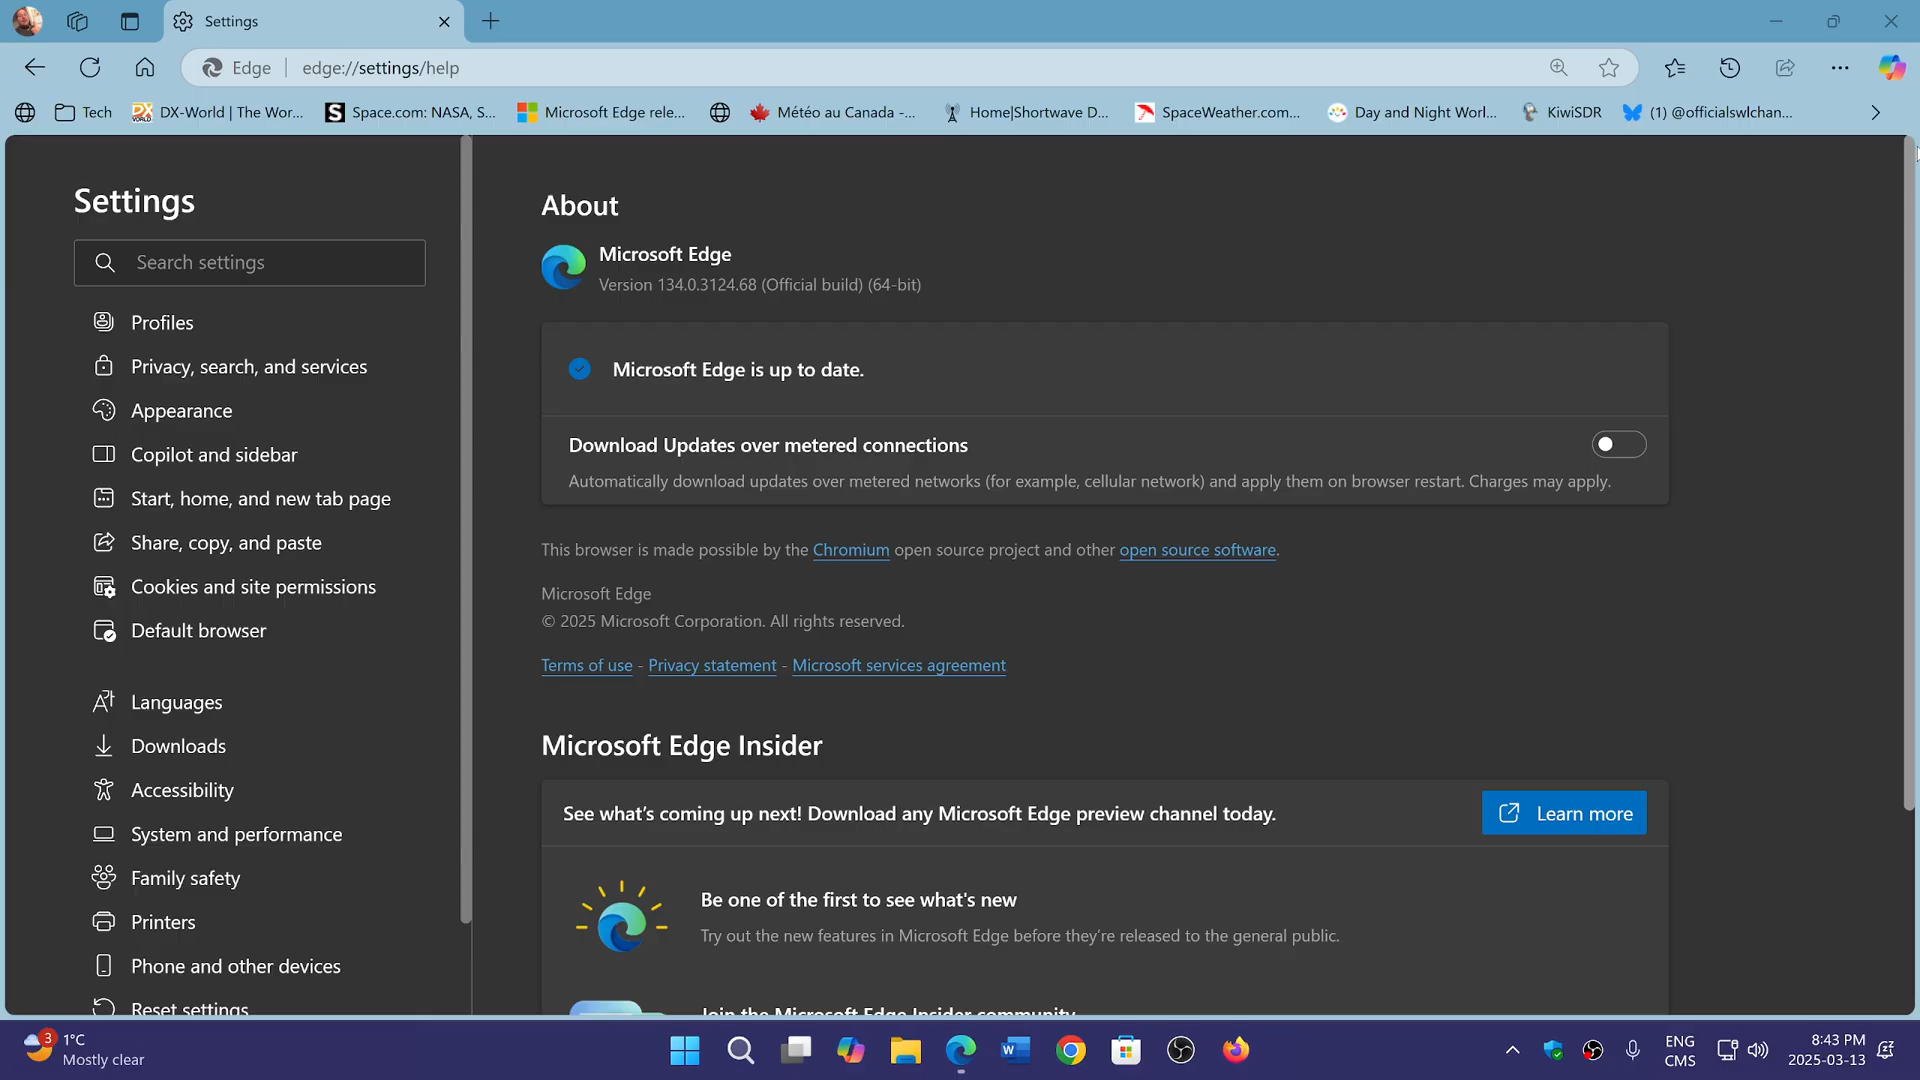 Settings
Edge
edge://settings/help
Tech
DX-World | The Wor...
Space.com: NASA, S...
Microsoft Edge rele...
Météo au Canada -...
Home|Shortwave D...
SpaceWeather.com...
Day and Night Worl...
KiwiSDR
(1) @officialswlchan...
Settings
Search settings
Profiles
Privacy, search, and services
Appearance
Copilot and sidebar
Start, home, and new tab page
Share, copy, and paste
Cookies and site permissions
Default browser
Languages
Downloads
Accessibility
System and performance
Family safety
Printers
Phone and other devices
Reset settings
About
Microsoft Edge
Version 134.0.3124.68 (Official build) (64-bit)
Microsoft Edge is up to date.
Download Updates over metered connections
Automatically download updates over metered networks (for example, cellular network) and apply them on browser restart. Charges may apply.
This browser is made possible by the Chromium open source project and other open source software.
Microsoft Edge
© 2025 Microsoft Corporation. All rights reserved.
Terms of use - Privacy statement - Microsoft services agreement
Microsoft Edge Insider
See what's coming up next! Download any Microsoft Edge preview channel today.
Learn more
Be one of the first to see what's new
Try out the new features in Microsoft Edge before they're released to the general public.
Join the Microsoft Edge Insider community
3
1°C
Mostly clear
ENG
CMS
8:43 PM
2025-03-13